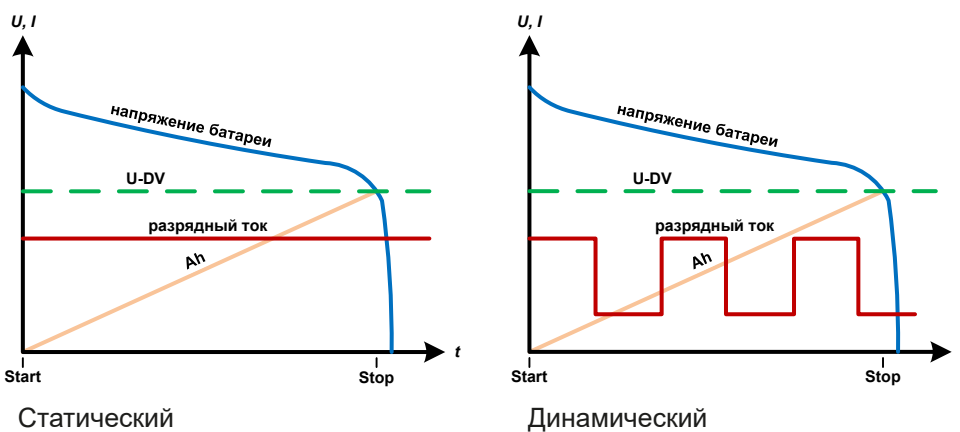 U, I
напряжение батареи
U-DV
разрядный ток
Ah
t
Start
Stop
Статический
U, I
напряжение батареи
U-DV
разрядный ток
Ah
Start
Stop
Динамический